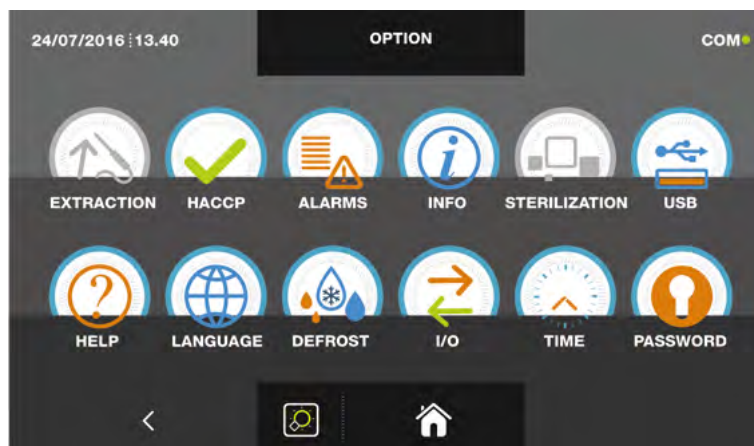 24/07/2016 13.40 OPTION COM
EXTRACTION HACCP ALARMS INFO STERILIZATION USB
HELP LANGUAGE DEFROST I/O TIME PASSWORD